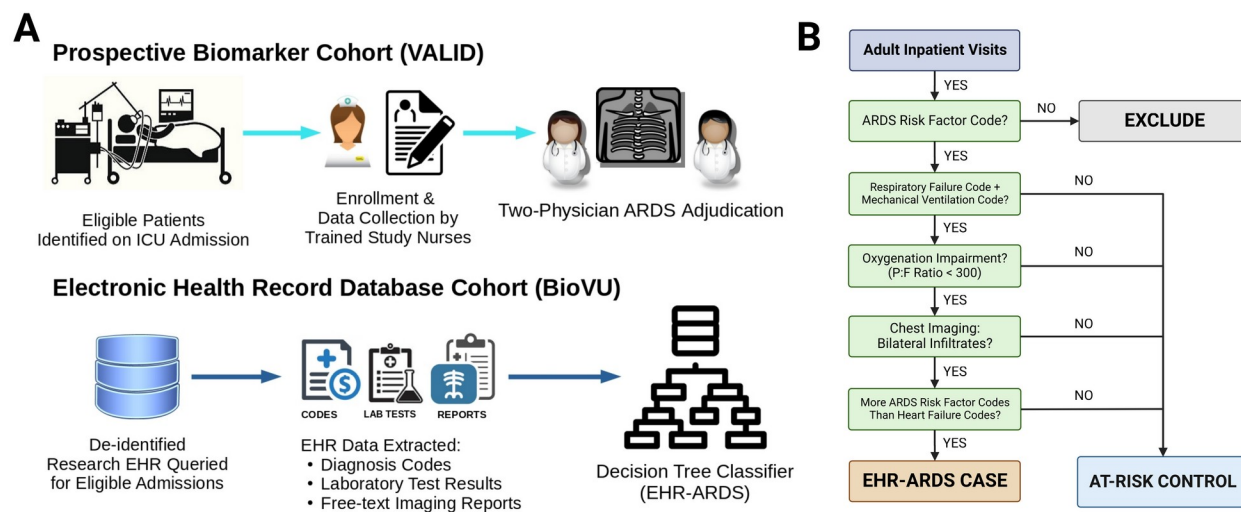 A
Prospective Biomarker Cohort (VALID)
Eligible Patients
Identified on ICU Admission
Enrollment &
Data Collection by
Trained Study Nurses
Two-Physician ARDS Adjudication
Electronic Health Record Database Cohort (BioVU)
De-identified
Research EHR Queried
for Eligible Admissions
CODES
LAB TESTS
REPORTS
EHR Data Extracted:
• Diagnosis Codes
• Laboratory Test Results
• Free-text Imaging Reports
Decision Tree Classifier
(EHR-ARDS)
B
Adult Inpatient Visits
YES
ARDS Risk Factor Code?
NO
EXCLUDE
YES
Respiratory Failure Code +
Mechanical Ventilation Code?
NO
YES
Oxygenation Impairment?
(P:F Ratio < 300)
NO
YES
Chest Imaging:
Bilateral Infiltrates?
NO
YES
More ARDS Risk Factor Codes
Than Heart Failure Codes?
NO
YES
EHR-ARDS CASE
AT-RISK CONTROL